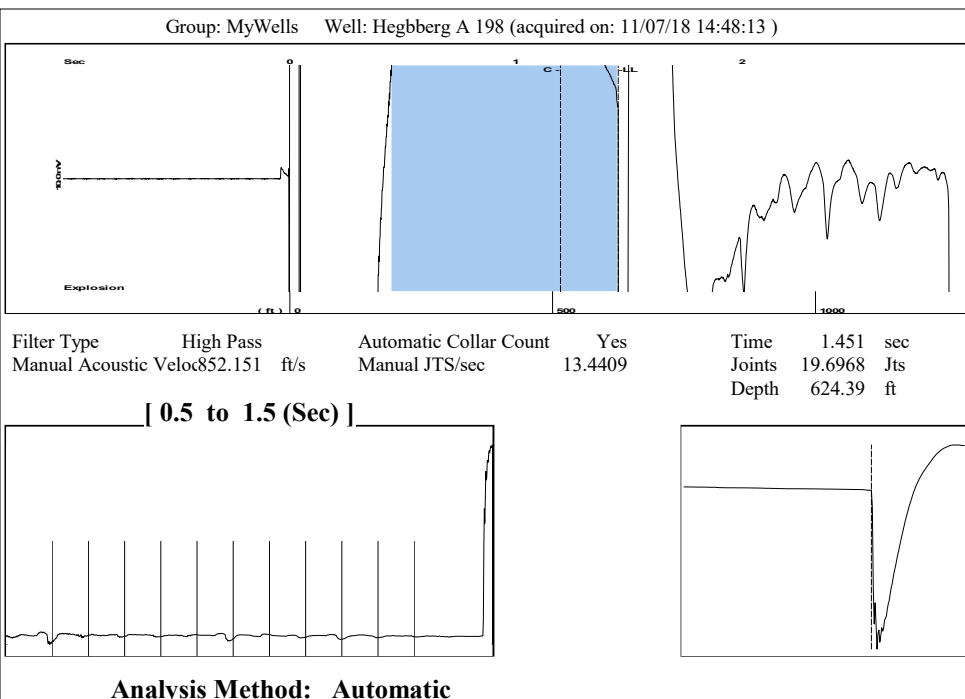 Group: MyWells Well: Hegbberg A 198 (acquired on: 11/07/18 14:48:13 )
Sec 0 1 2
C LL
100mV
Explosion
( ft ) 0 500 1000
Filter Type High Pass Automatic Collar Count Yes Time 1.451 sec
Manual Acoustic Veloc852.151 ft/s Manual JTS/sec 13.4409 Joints 19.6968 Jts
Depth 624.39 ft
[ 0.5 to 1.5 (Sec) ]
Analysis Method: Automatic